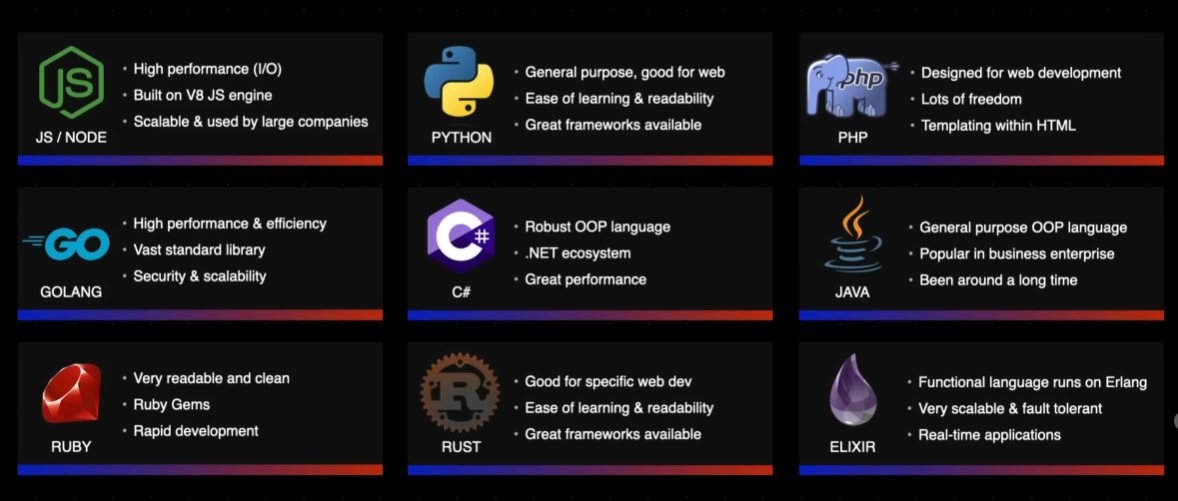 JS
JS / NODE
• High performance (I/O)
• Built on V8 JS engine
• Scalable & used by large companies
PYTHON
• General purpose, good for web
• Ease of learning & readability
• Great frameworks available
php
PHP
• Designed for web development
• Lots of freedom
• Templating within HTML
GO
GOLANG
• High performance & efficiency
• Vast standard library
• Security & scalability
C#
C#
• Robust OOP language
• .NET ecosystem
• Great performance
JAVA
• General purpose OOP language
• Popular in business enterprise
• Been around a long time
RUBY
• Very readable and clean
• Ruby Gems
• Rapid development
R
RUST
• Good for specific web dev
• Ease of learning & readability
• Great frameworks available
ELIXIR
• Functional language runs on Erlang
• Very scalable & fault tolerant
• Real-time applications